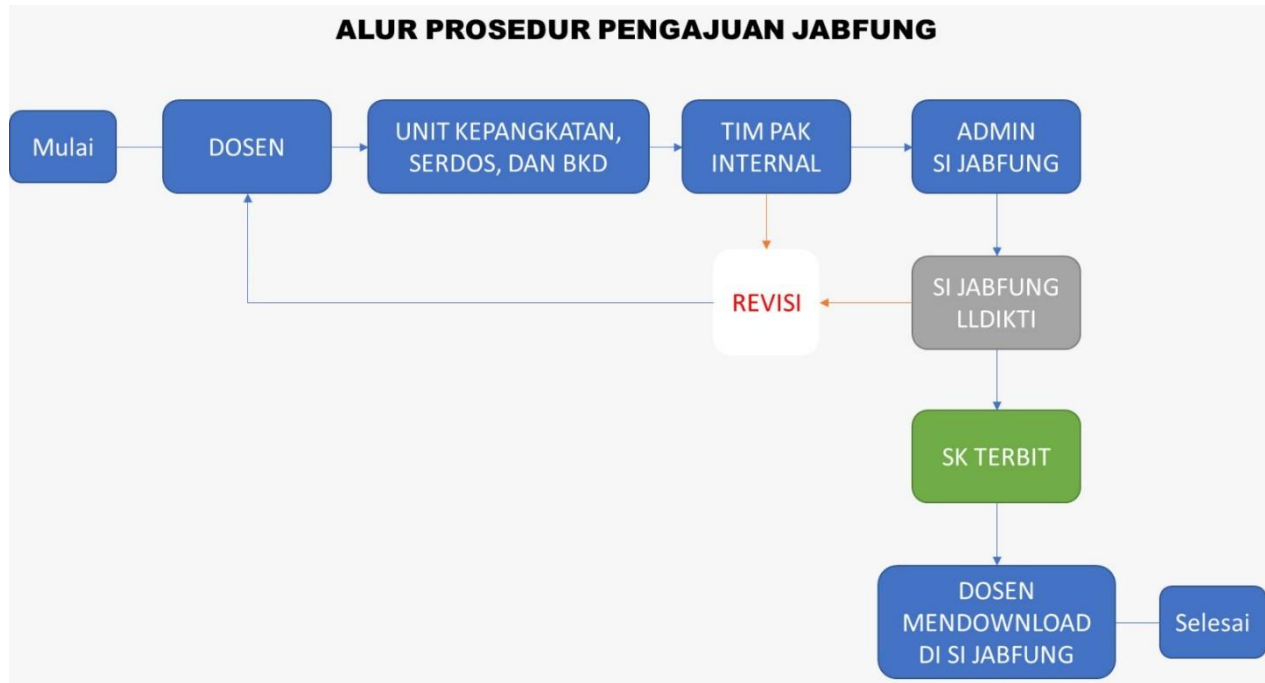 ALUR PROSEDUR PENGAJUAN JABFUNG
Mulai
DOSEN
UNIT KEPANGKATAN,
SERDOS, DAN BKD
TIM PAK
INTERNAL
ADMIN
SI JABFUNG
REVISI
SI JABFUNG
LLDIKTI
SK TERBIT
DOSEN
MENDOWNLOAD
DI SI JABFUNG
Selesai